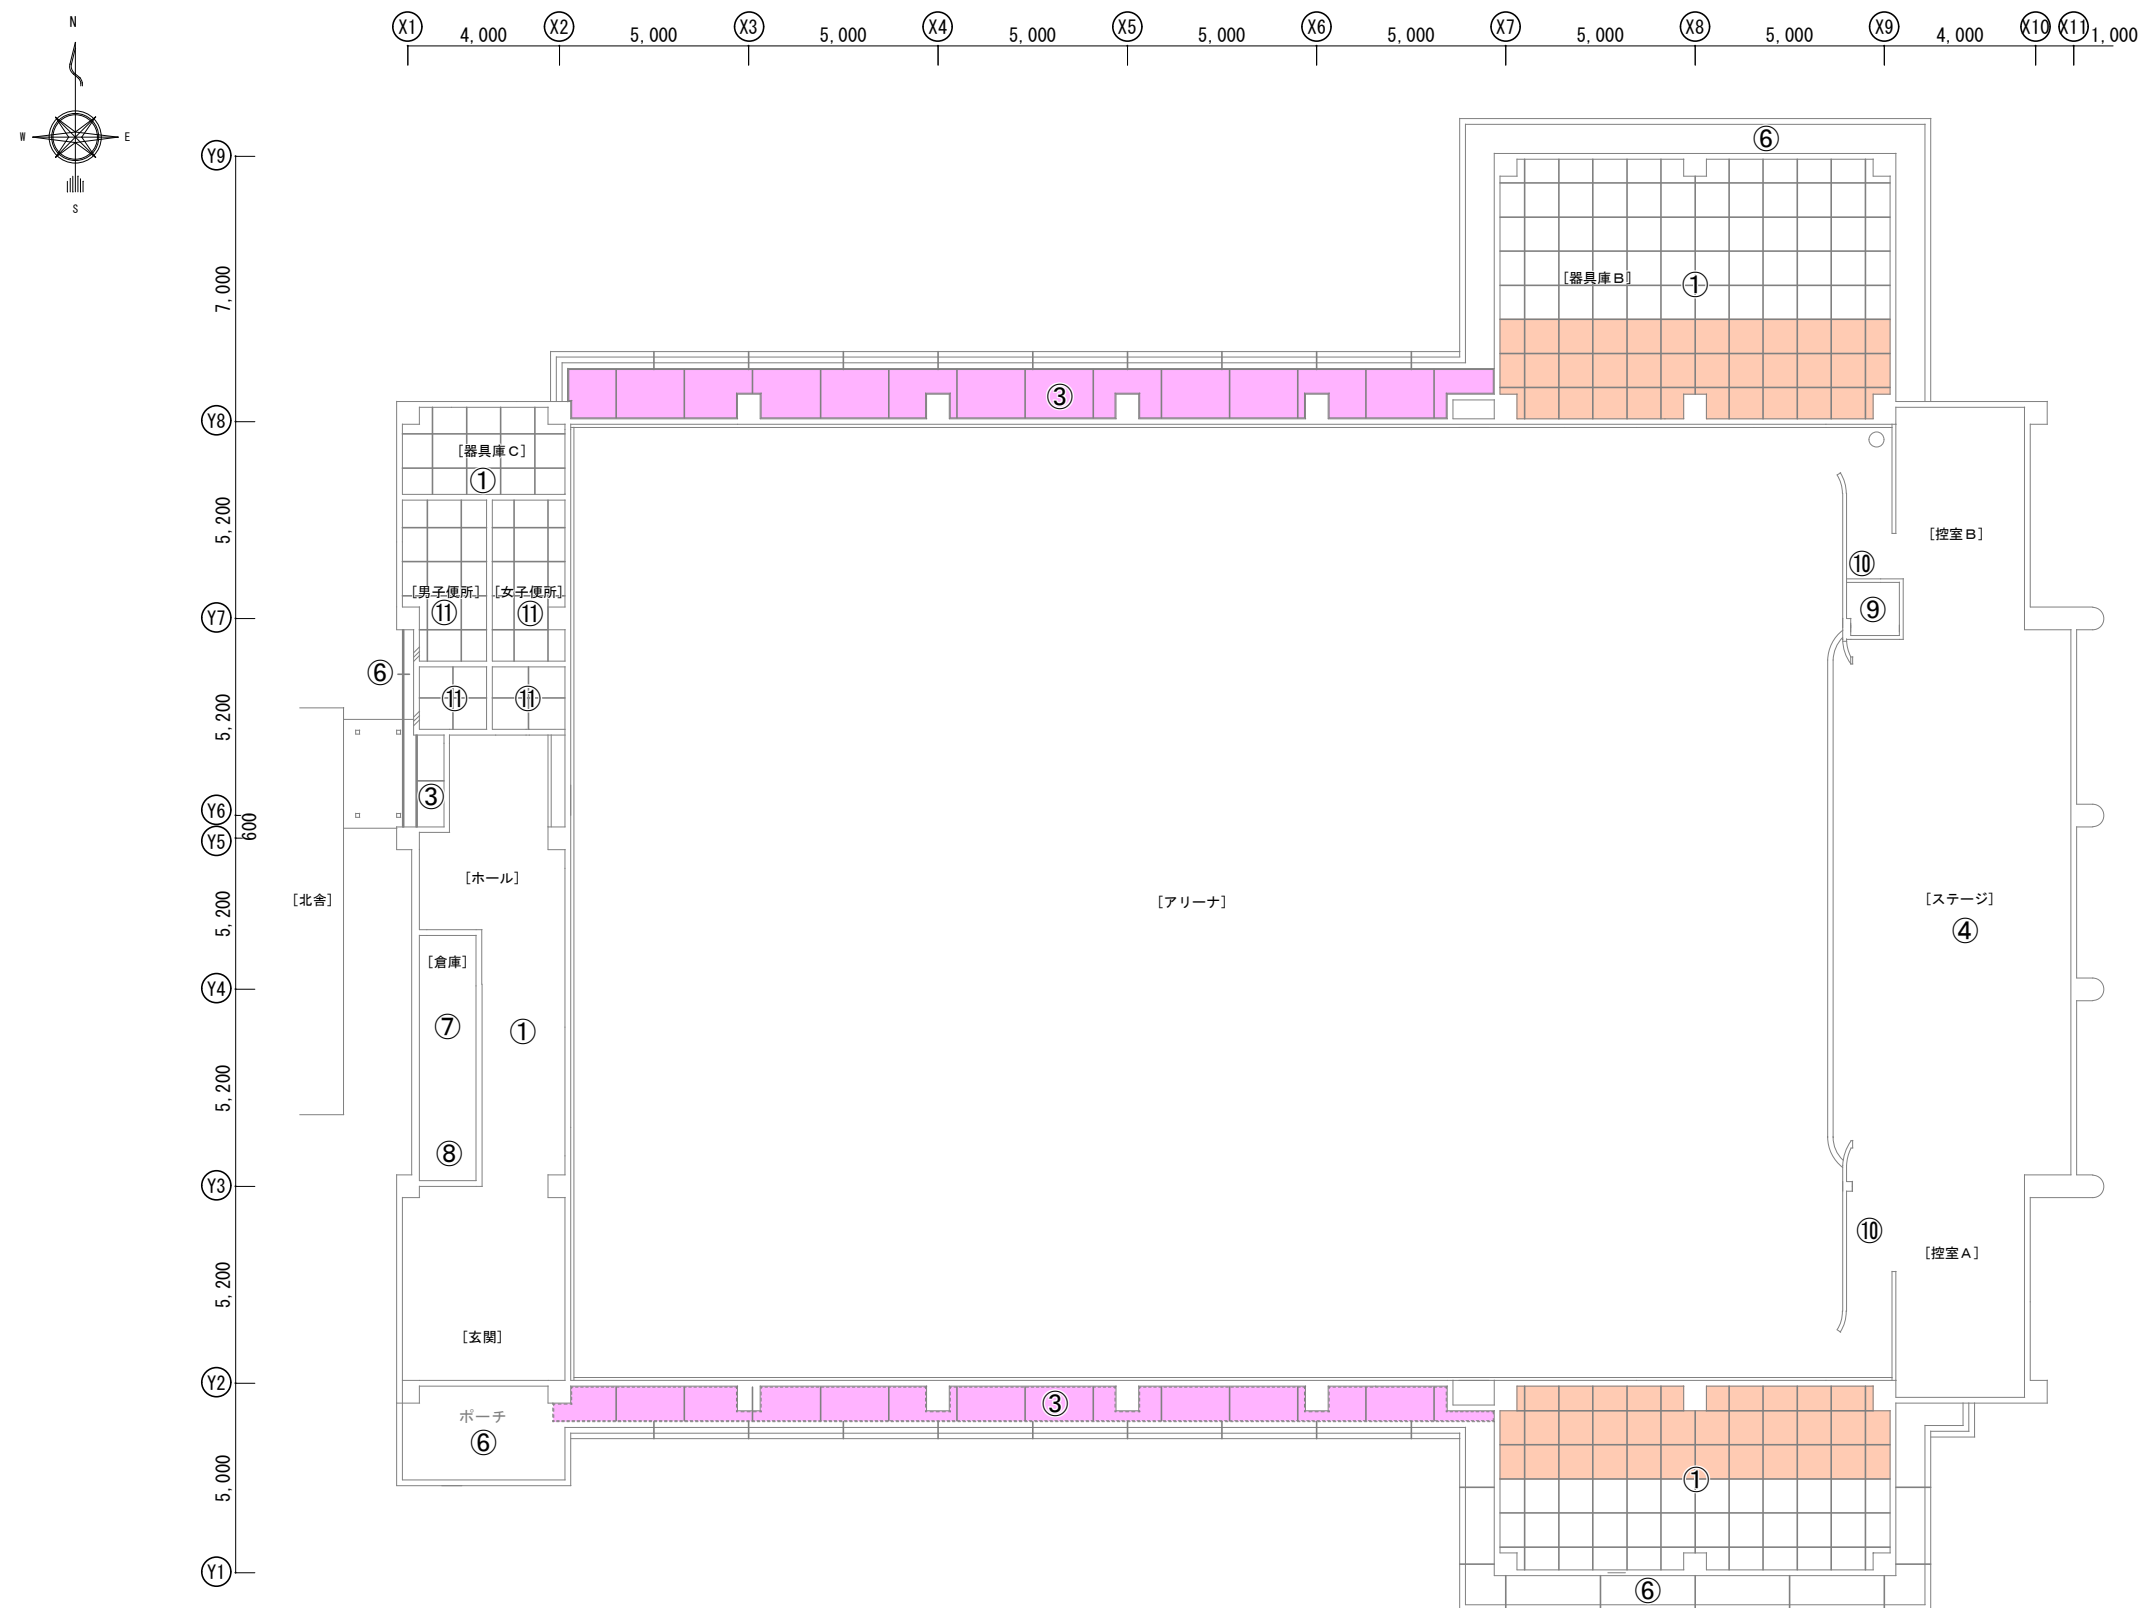 N
W E
S
X1 X2 X3 X4 X5 X6 X7 X8 X9 X10 X11
4,000 5,000 5,000 5,000 5,000 5,000 5,000 5,000 4,000 1,000
Y9
⑥
7,000
[器具庫B]
①
③
Y8
[器具庫C]
①
5,200
[控室B]
⑩
[男子便所] [女子便所]
⑪ ⑪
⑨
Y7
⑥
⑪ ⑪
5,200
③
Y6
600
Y5
[ホール]
[北舎]
[アリーナ]
[ステージ]
5,200
④
[倉庫]
Y4
⑦
①
5,200
⑧
Y3
⑩
[控室A]
5,200
[玄関]
Y2
③
ポーチ
⑥
5,000
①
Y1
⑥